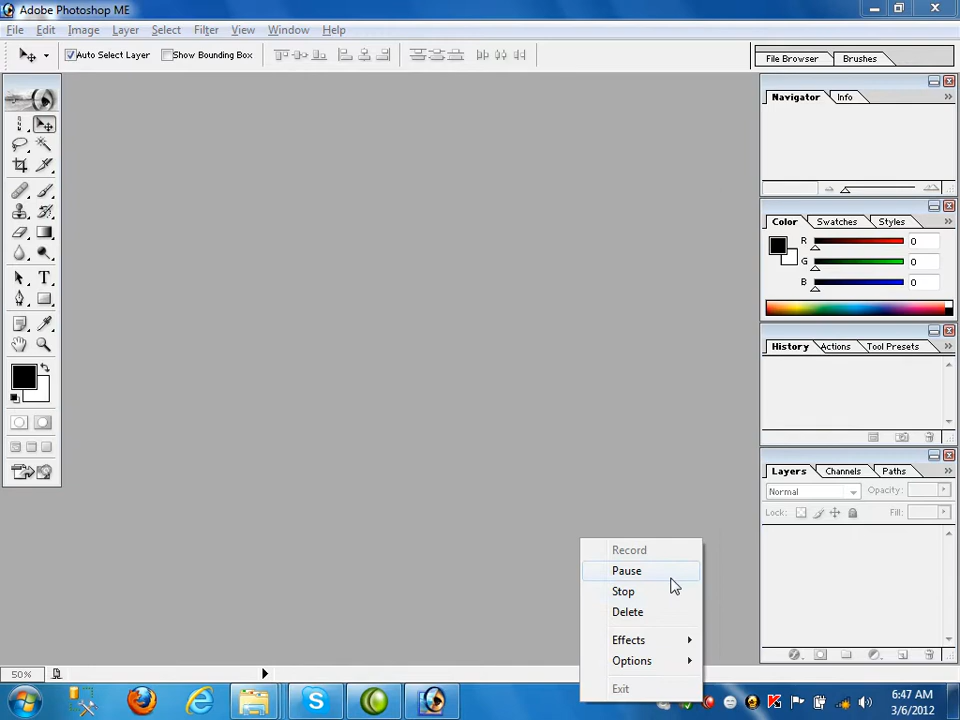 Adobe Photoshop ME
File Edit Image Layer Select Filter View Window Help
Auto Select Layer Show Bounding Box
File Browser Brushes
Navigator Info
Color Swatches Styles
R 0
G 0
B 0
History Actions Tool Presets
Layers Channels Paths
Normal Opacity:
Lock: Fill:
Record
Pause
Stop
Delete
Effects
Options
Exit
50%
6:47 AM
3/6/2012